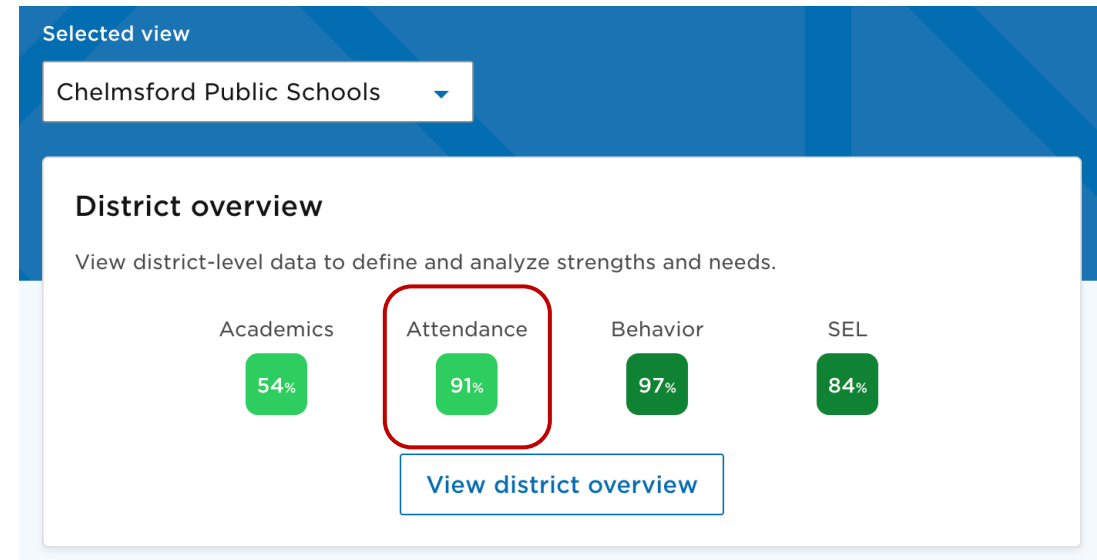 Selected view
Chelmsford Public Schools
District overview
View district-level data to define and analyze strengths and needs.
Academics Attendance Behavior SEL
54% 91% 97% 84%
View district overview